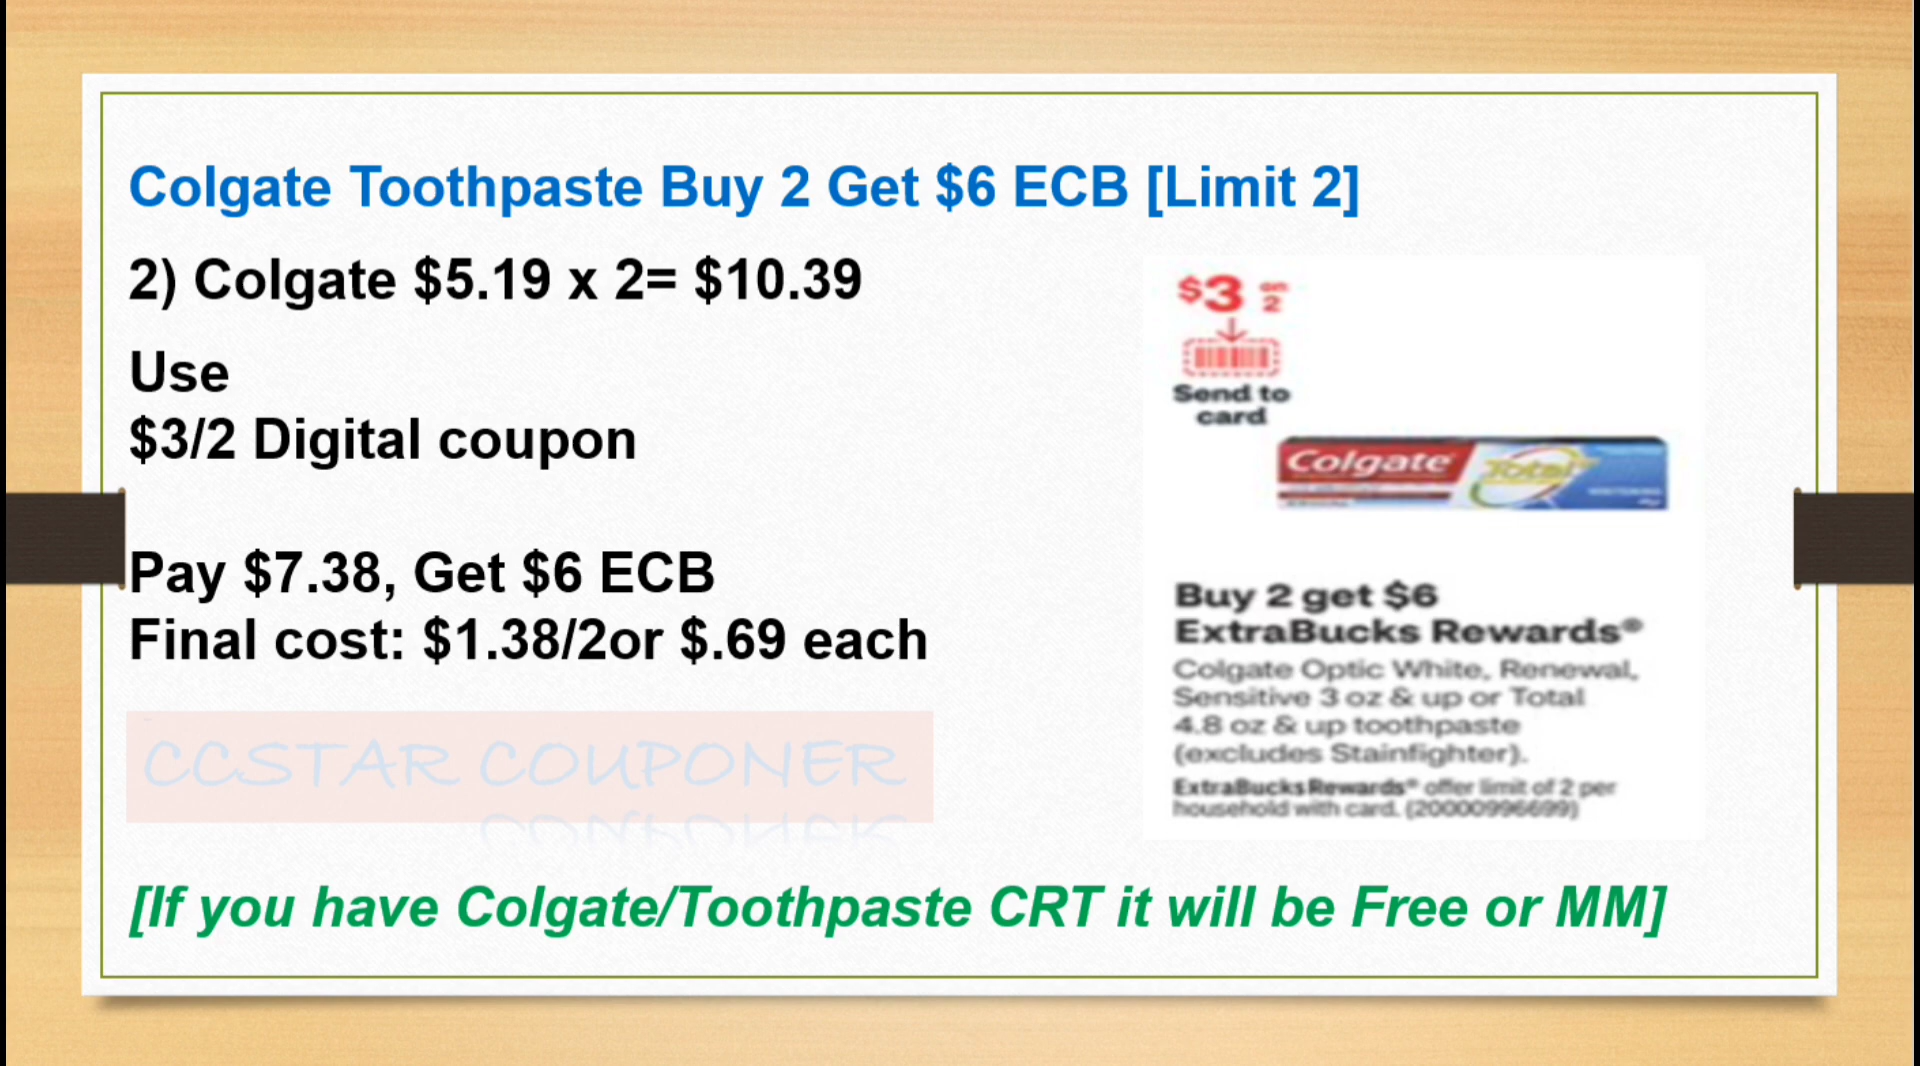 Colgate Toothpaste Buy 2 Get $6 ECB [Limit 2]
2) Colgate $5.19 x 2= $10.39
Use
$3/2 Digital coupon
Pay $7.38, Get $6 ECB
Final cost: $1.38/2or $.69 each
CCSTAR COUPONER
[If you have Colgate/Toothpaste CRT it will be Free or MM]
$3 on 2
Send to
card
Colgate Total
Buy 2 get $6
ExtraBucks Rewards®
Colgate Optic White, Renewal,
Sensitive 3 oz & up or Total
4.8 oz & up toothpaste
(excludes Stainfighter).
ExtraBucks Rewards® offer limit of 2 per
household with card. (20000996699)